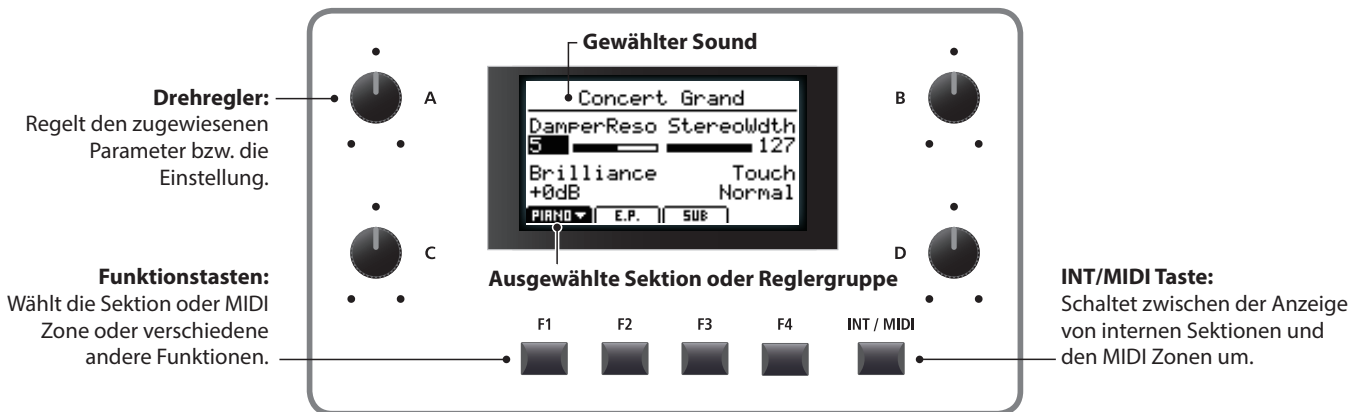 Gewählter Sound
Drehregler:
Regelt den zugewiesenen
Parameter bzw. die
Einstellung.
A
B
Concert Grand
DamperReso StereoWdth
5 127
Brilliance Touch
+0dB Normal
PIANO E.P. SUB
C
D
Ausgewählte Sektion oder Reglergruppe
Funktionstasten:
Wählt die Sektion oder MIDI
Zone oder verschiedene
andere Funktionen.
F1 F2 F3 F4 INT / MIDI
INT/MIDI Taste:
Schaltet zwischen der Anzeige
von internen Sektionen und
den MIDI Zonen um.